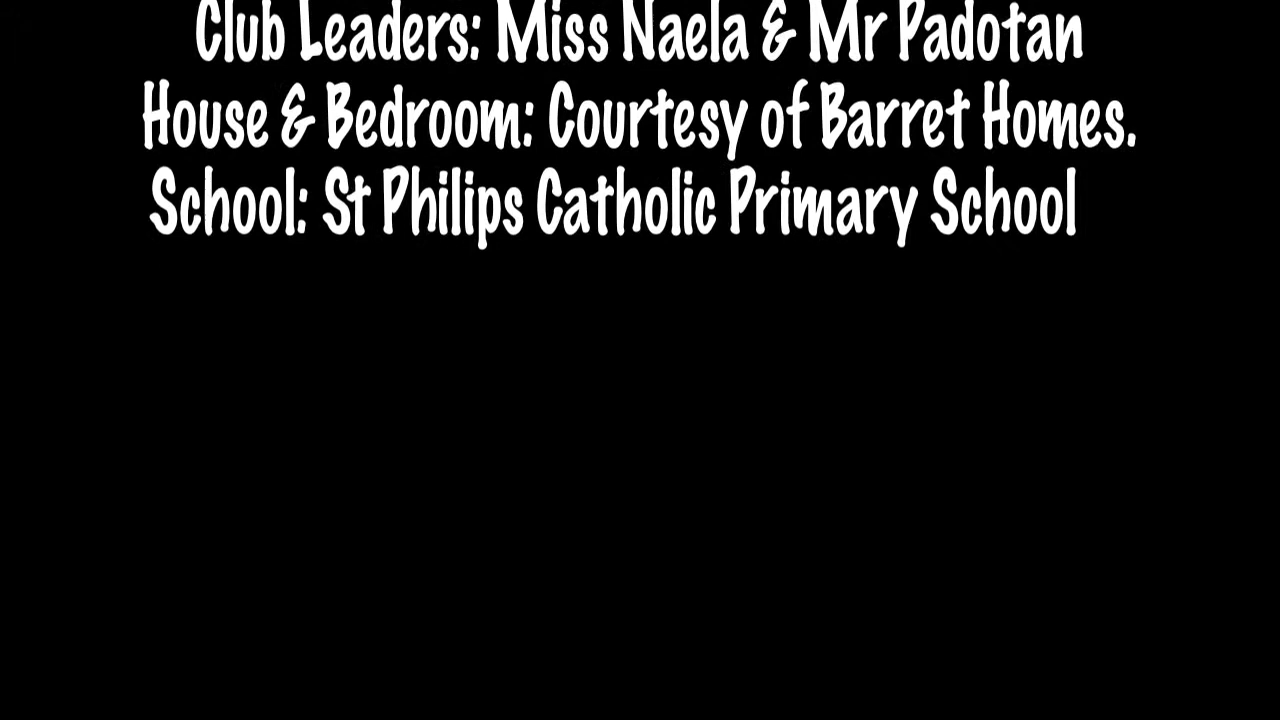 Club Leaders: Miss Naela & Mr Padotan
House & Bedroom: Courtesy of Barret Homes.
School: St Philips Catholic Primary School